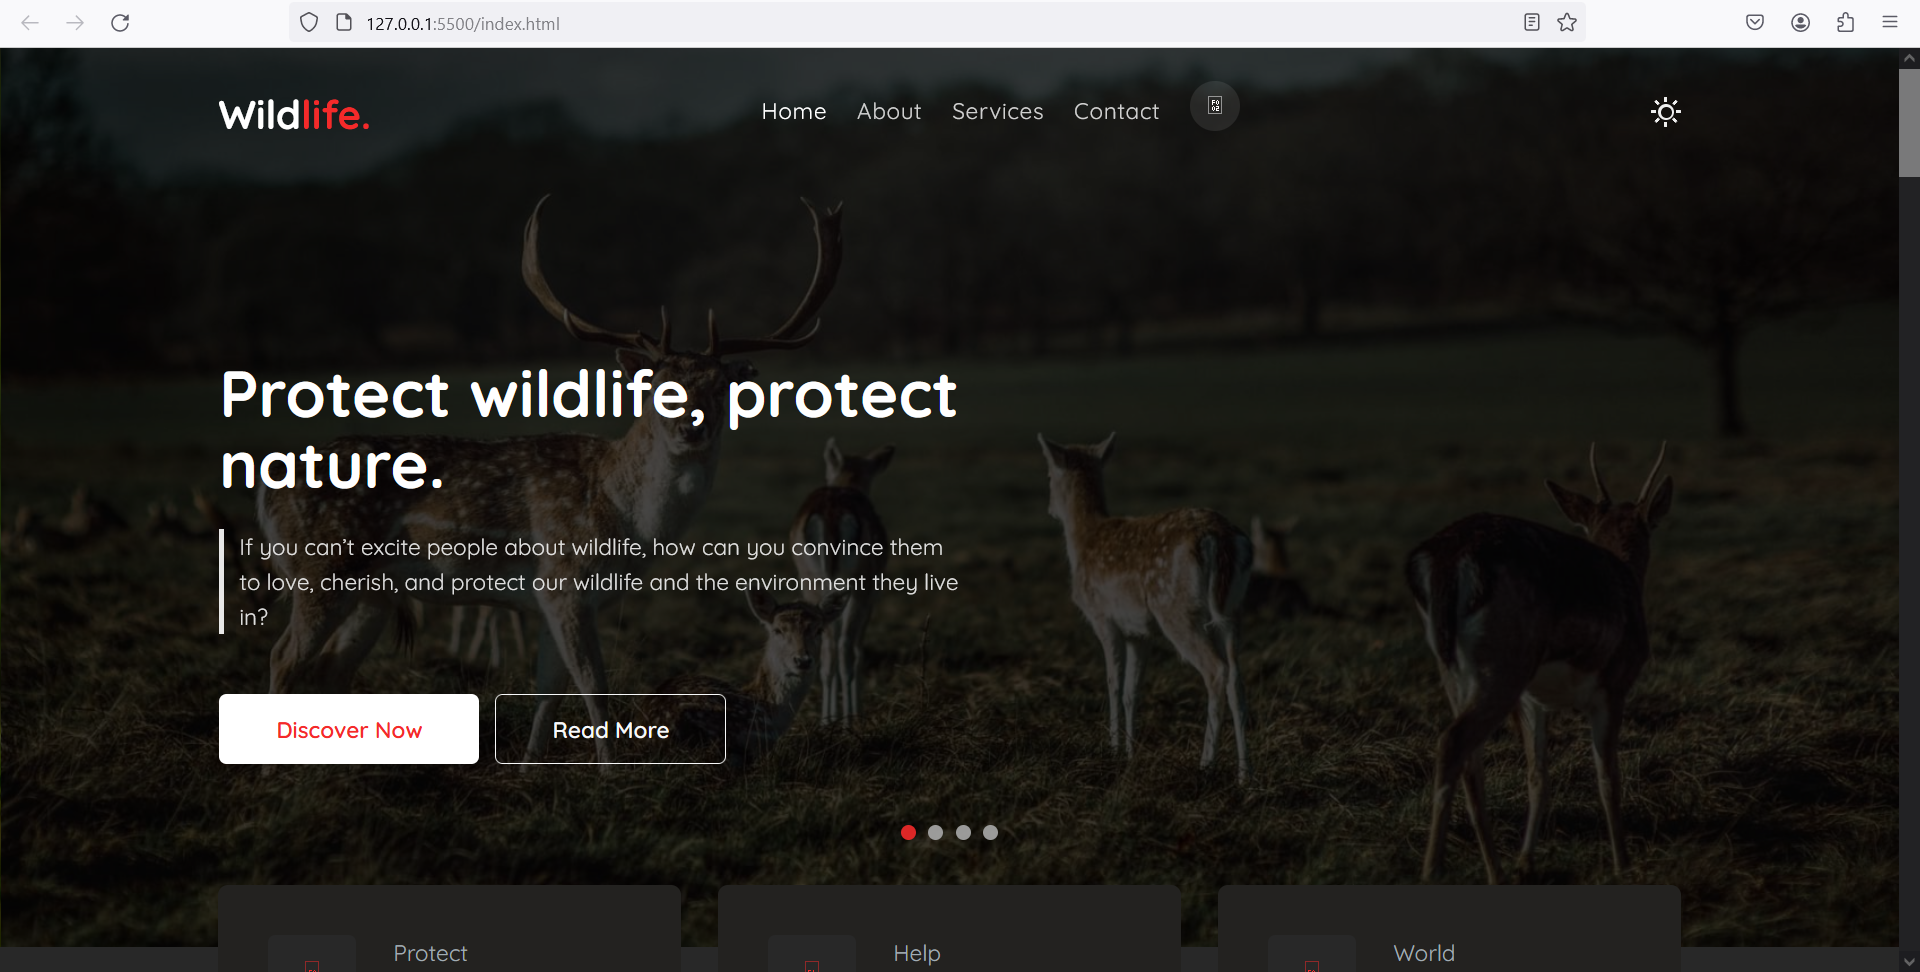 127.0.0.1:5500/index.html
Wildlife.
Home About Services Contact
Protect wildlife, protect
nature.
If you can’t excite people about wildlife, how can you convince them
to love, cherish, and protect our wildlife and the environment they live
in?
Discover Now Read More
Protect Help World